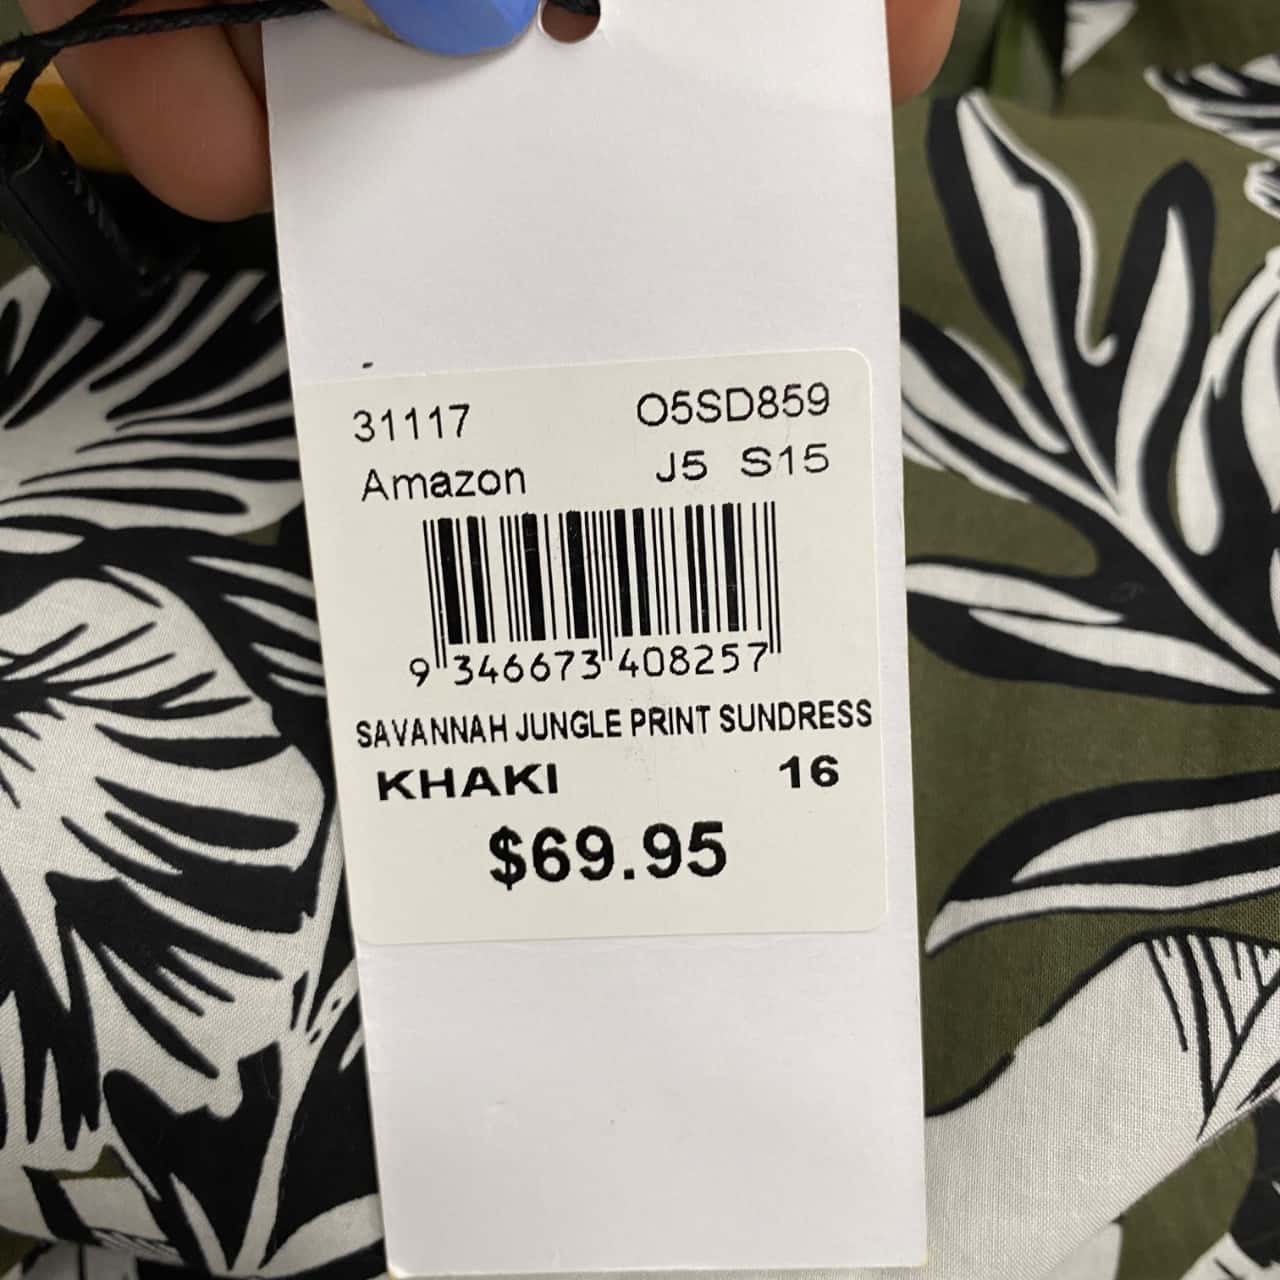 31117 O5SD859
Amazon J5 S15
9 346673 408257
SAVANNAH JUNGLE PRINT SUNDRESS
KHAKI 16
$69.95